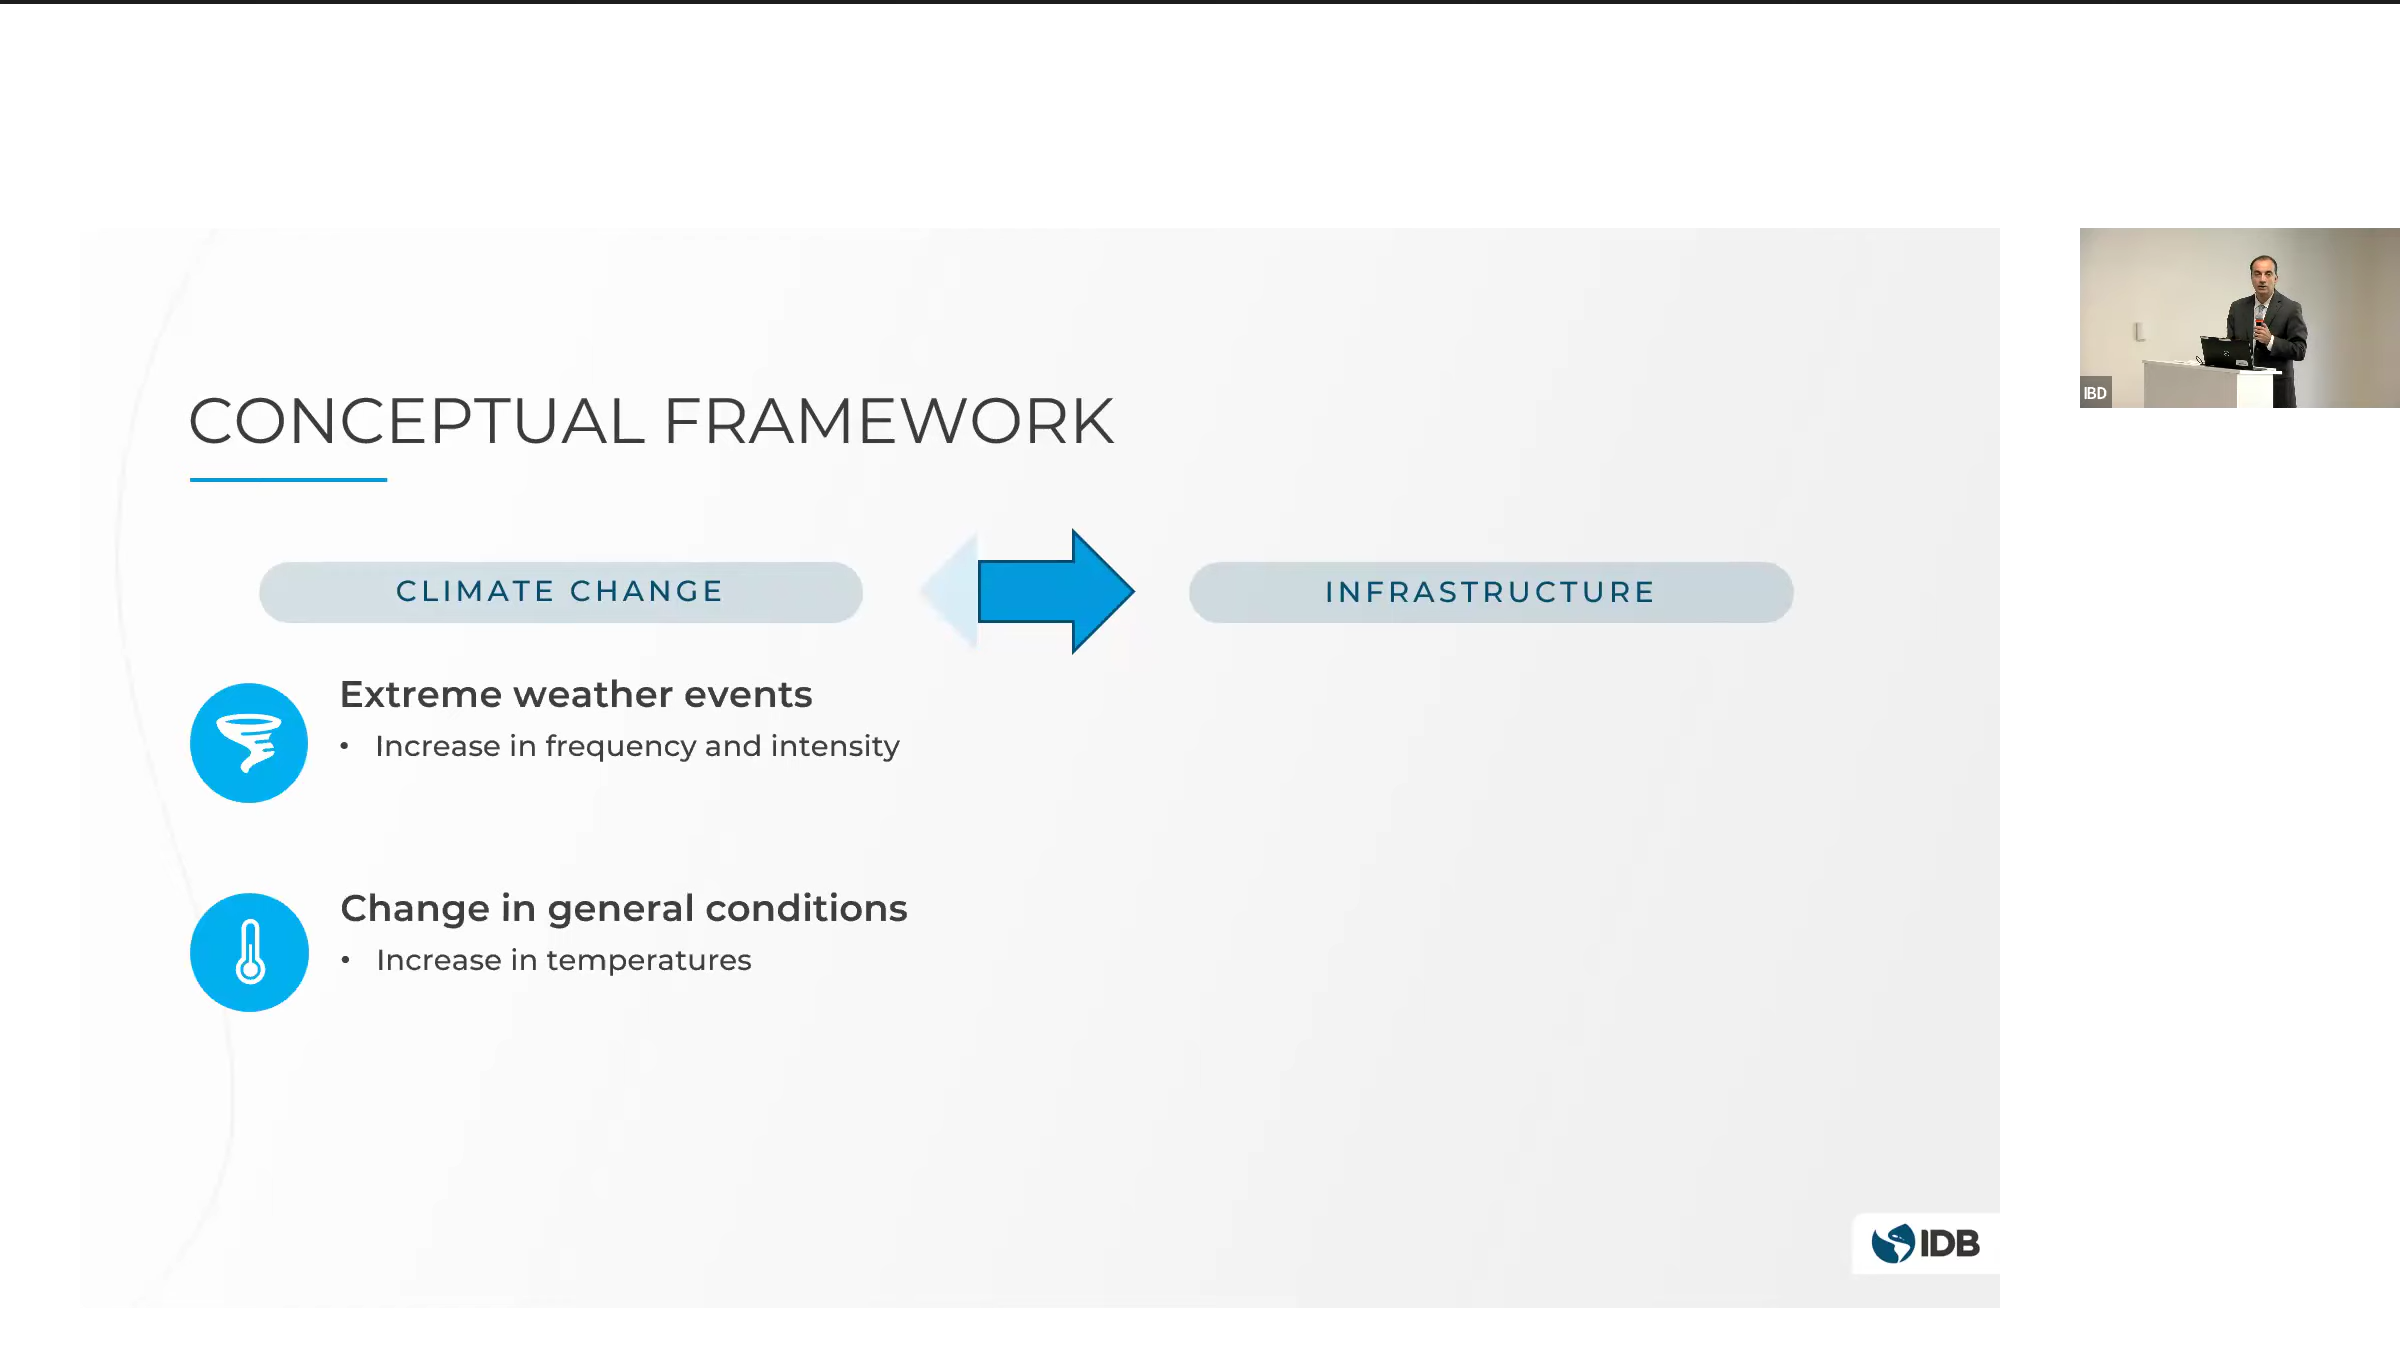 CONCEPTUAL FRAMEWORK
CLIMATE CHANGE
INFRASTRUCTURE
Extreme weather events
• Increase in frequency and intensity
Change in general conditions
• Increase in temperatures
IDB
IBD